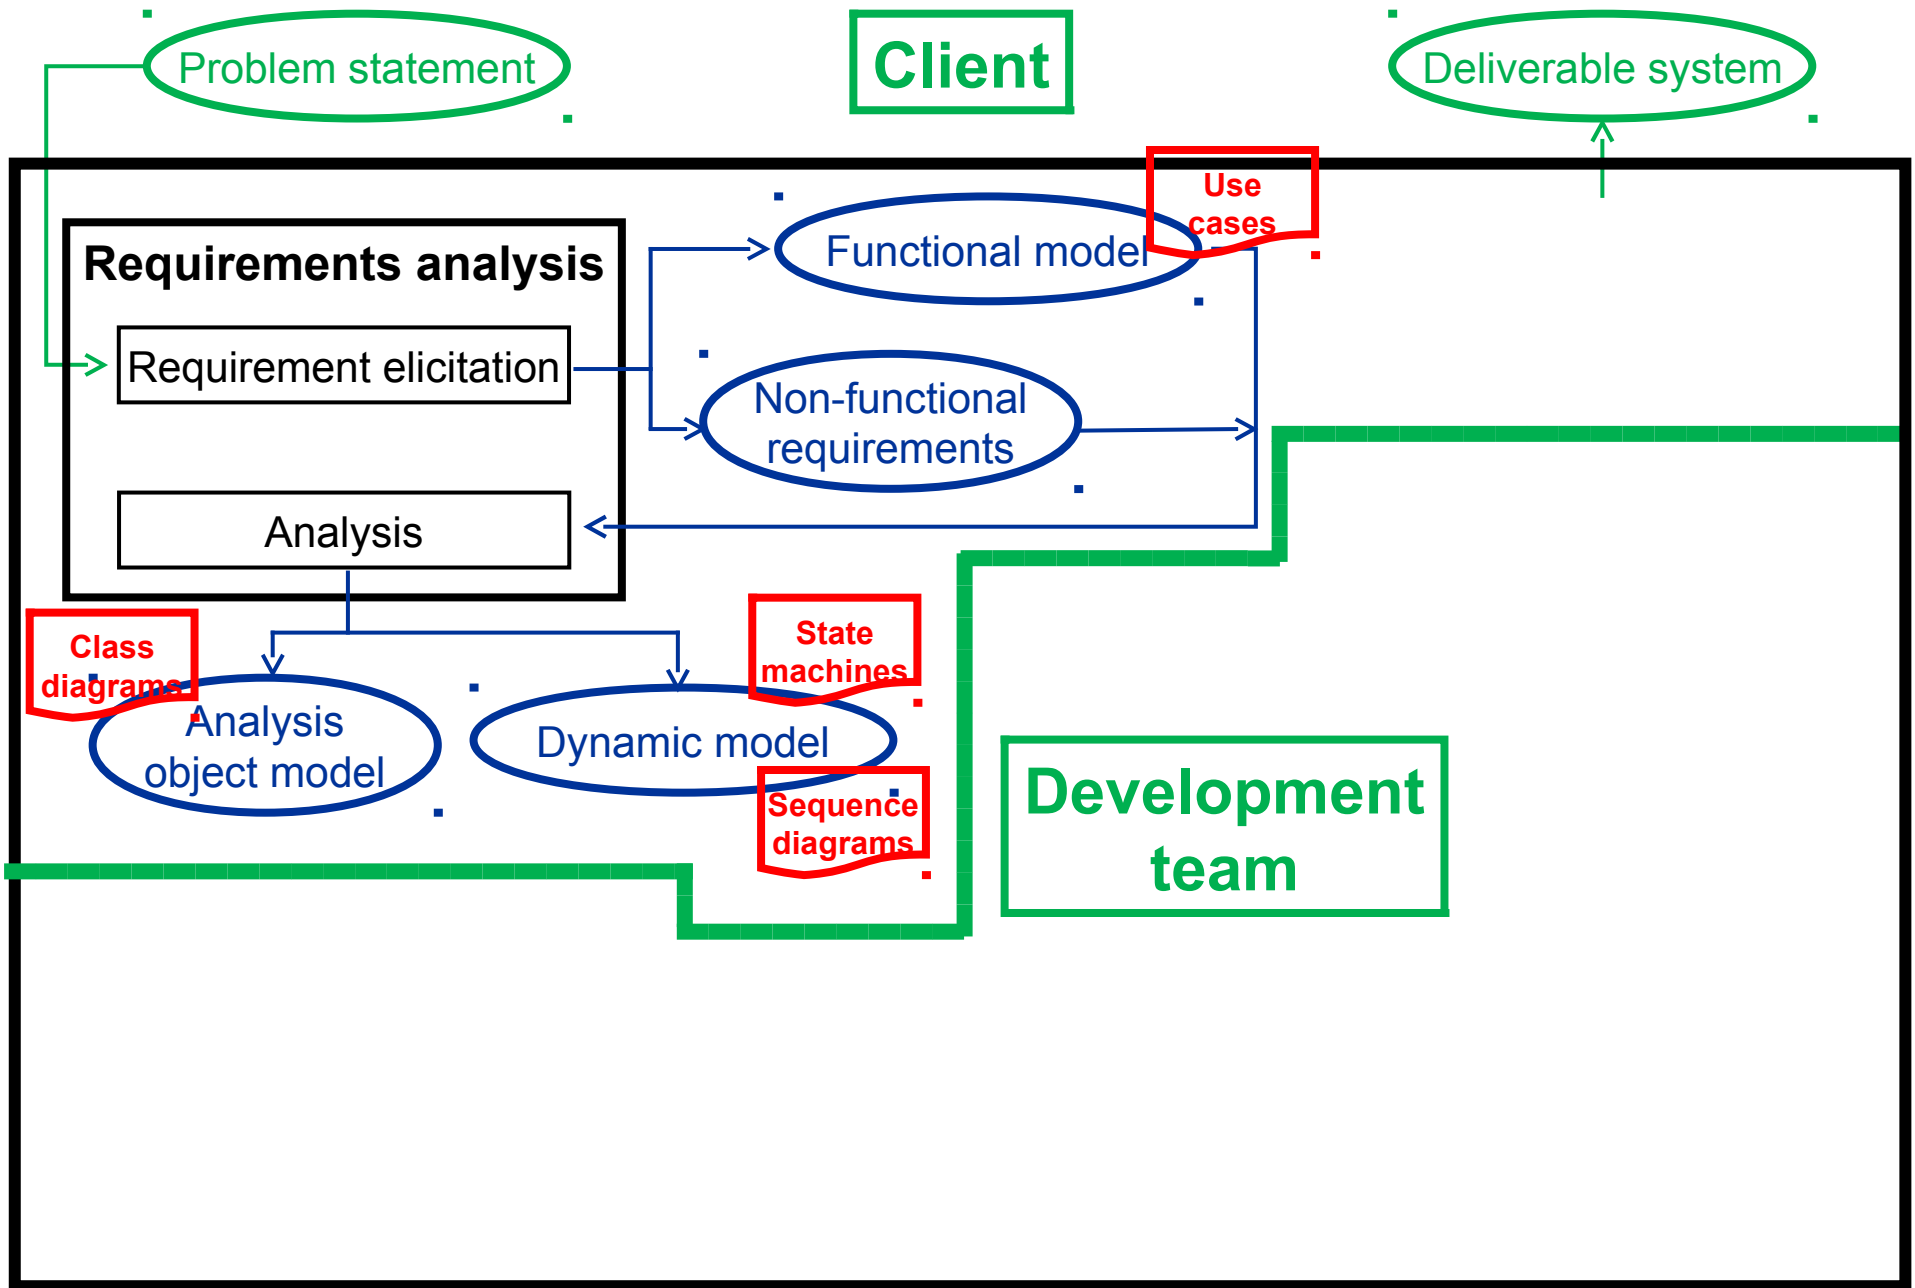 Problem statement
Client
Deliverable system
Use
cases
Requirements analysis
Functional model
Requirement elicitation
Non-functional
requirements
Analysis
Class
diagrams
State
machines
Analysis
object model
Dynamic model
Sequence
diagrams
Development
team